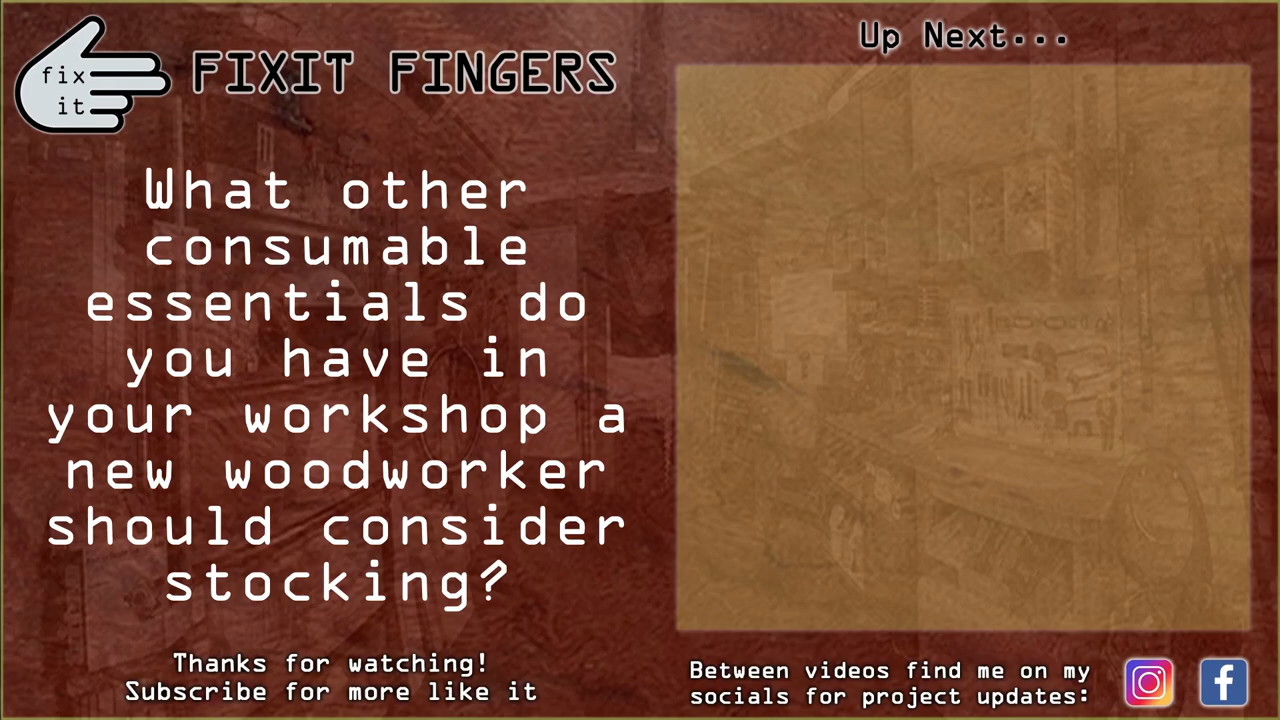 fix
it
FIXIT FINGERS
What other
consumable
essentials do
you have in
your workshop a
new woodworker
should consider
stocking?
Thanks for watching!
Subscribe for more like it
Up Next...
Between videos find me on my
socials for project updates: